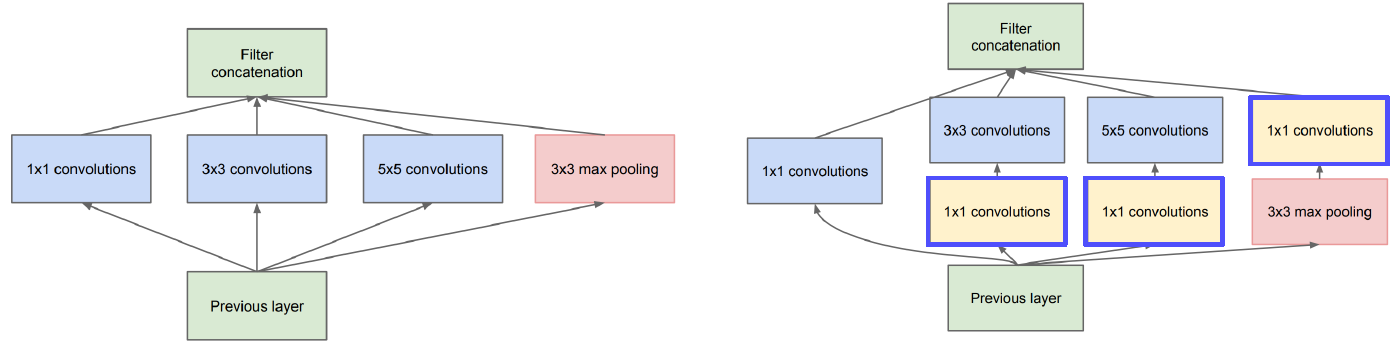 Filter
concatenation
1x1 convolutions
3x3 convolutions
5x5 convolutions
3x3 max pooling
Previous layer
Filter
concatenation
3x3 convolutions
5x5 convolutions
1x1 convolutions
1x1 convolutions
1x1 convolutions
1x1 convolutions
3x3 max pooling
Previous layer